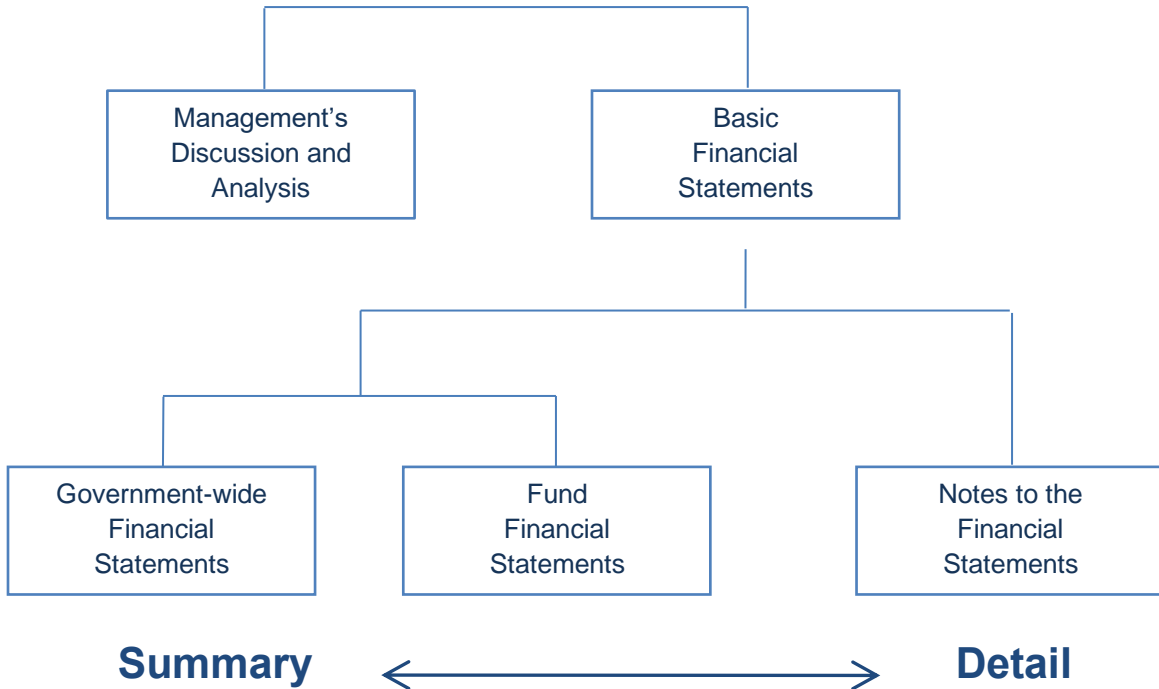 Management’s
Discussion and
Analysis
Basic
Financial
Statements
Government-wide
Financial
Statements
Fund
Financial
Statements
Notes to the
Financial
Statements
Summary
Detail